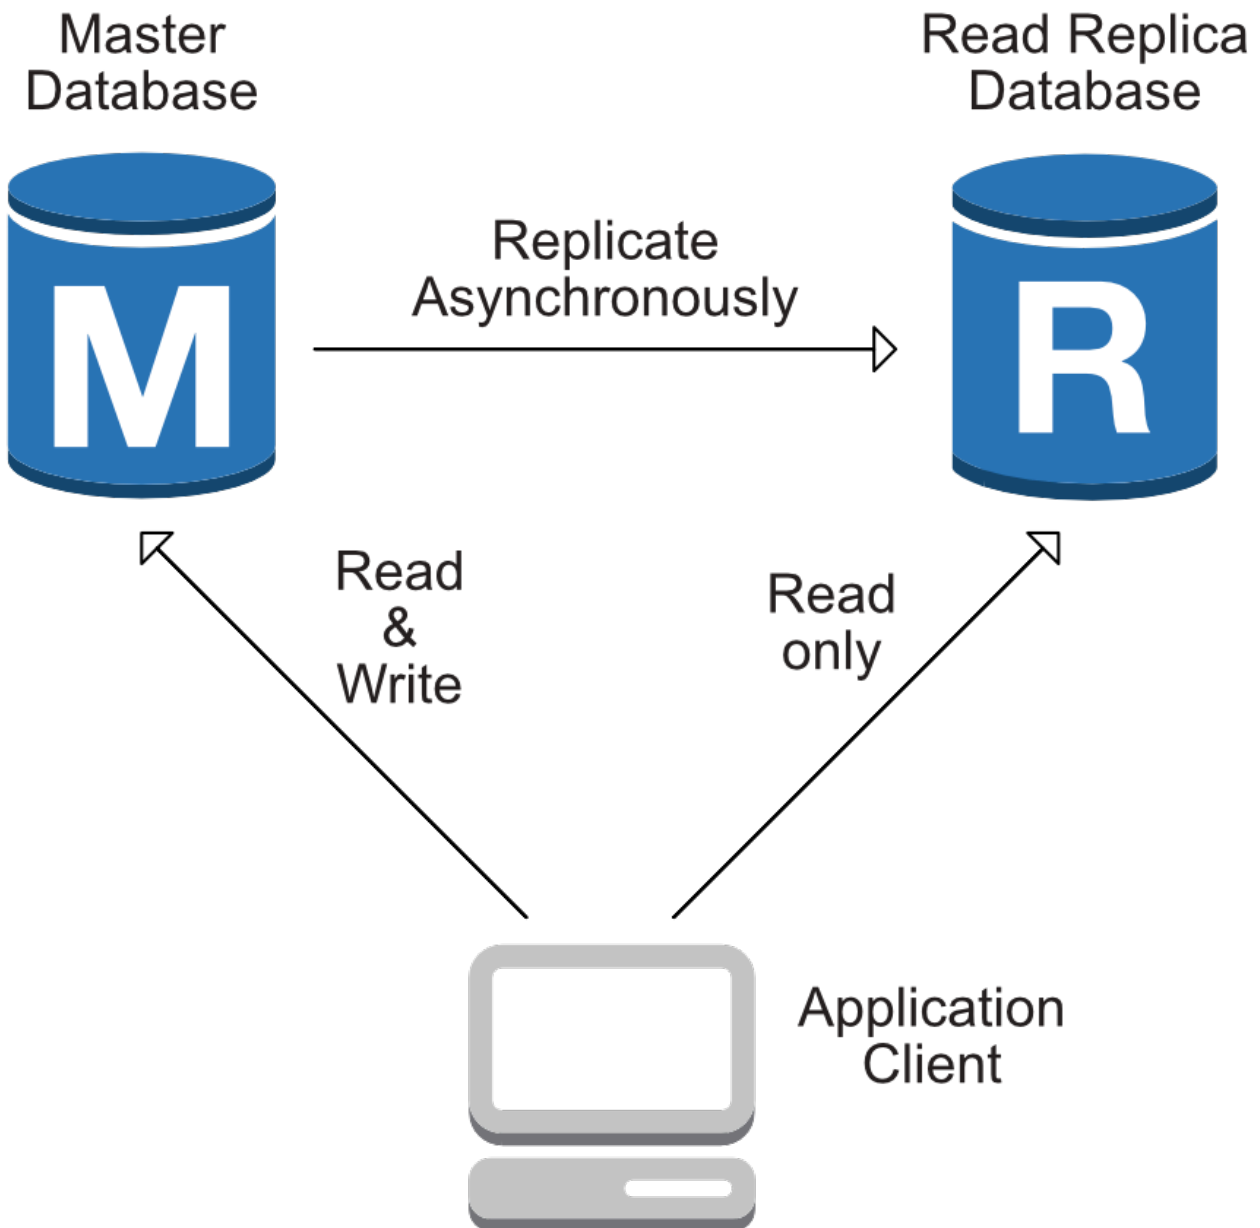 Master
Database
Read Replica
Database
Replicate
Asynchronously
M
R
Read
&
Write
Read
only
Application
Client